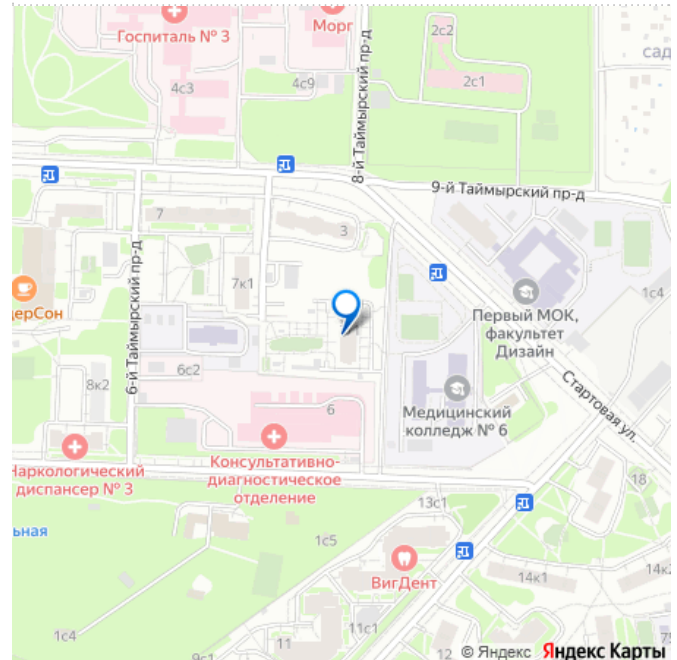 Госпиталь № 3
Морг
2с2
2с1
4с3
4с9
сад
8-й Таймырский пр-д
9-й Таймырский пр-д
7
3
6-й Таймырский пр-д
7к1
1с4
дерСон
Первый МОК,
факультет
Дизайн
6с2
8к2
6
Медицинский
колледж № 6
Стартовая ул.
Наркологический
диспансер № 3
Консультативно-
диагностическое
отделение
13с1
18
ьная
1с5
ВигДент
14к1
14к2
1с4
11
11с1
9с1
75
© Яндекс Яндекс Карты